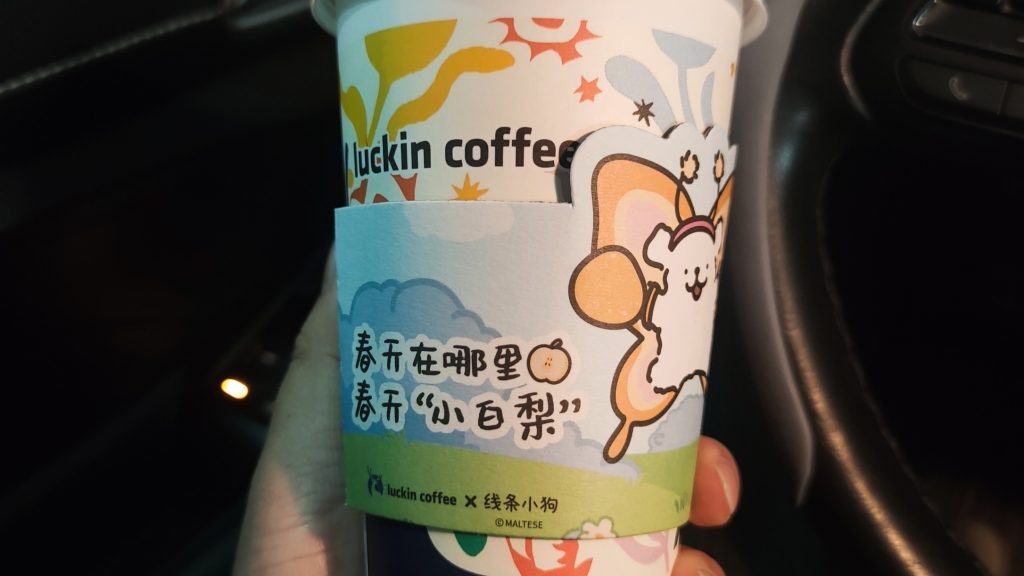 luckin coffee
春天在哪里
春天“小白梨”
luckin coffee × 线条小狗
©MALTESE